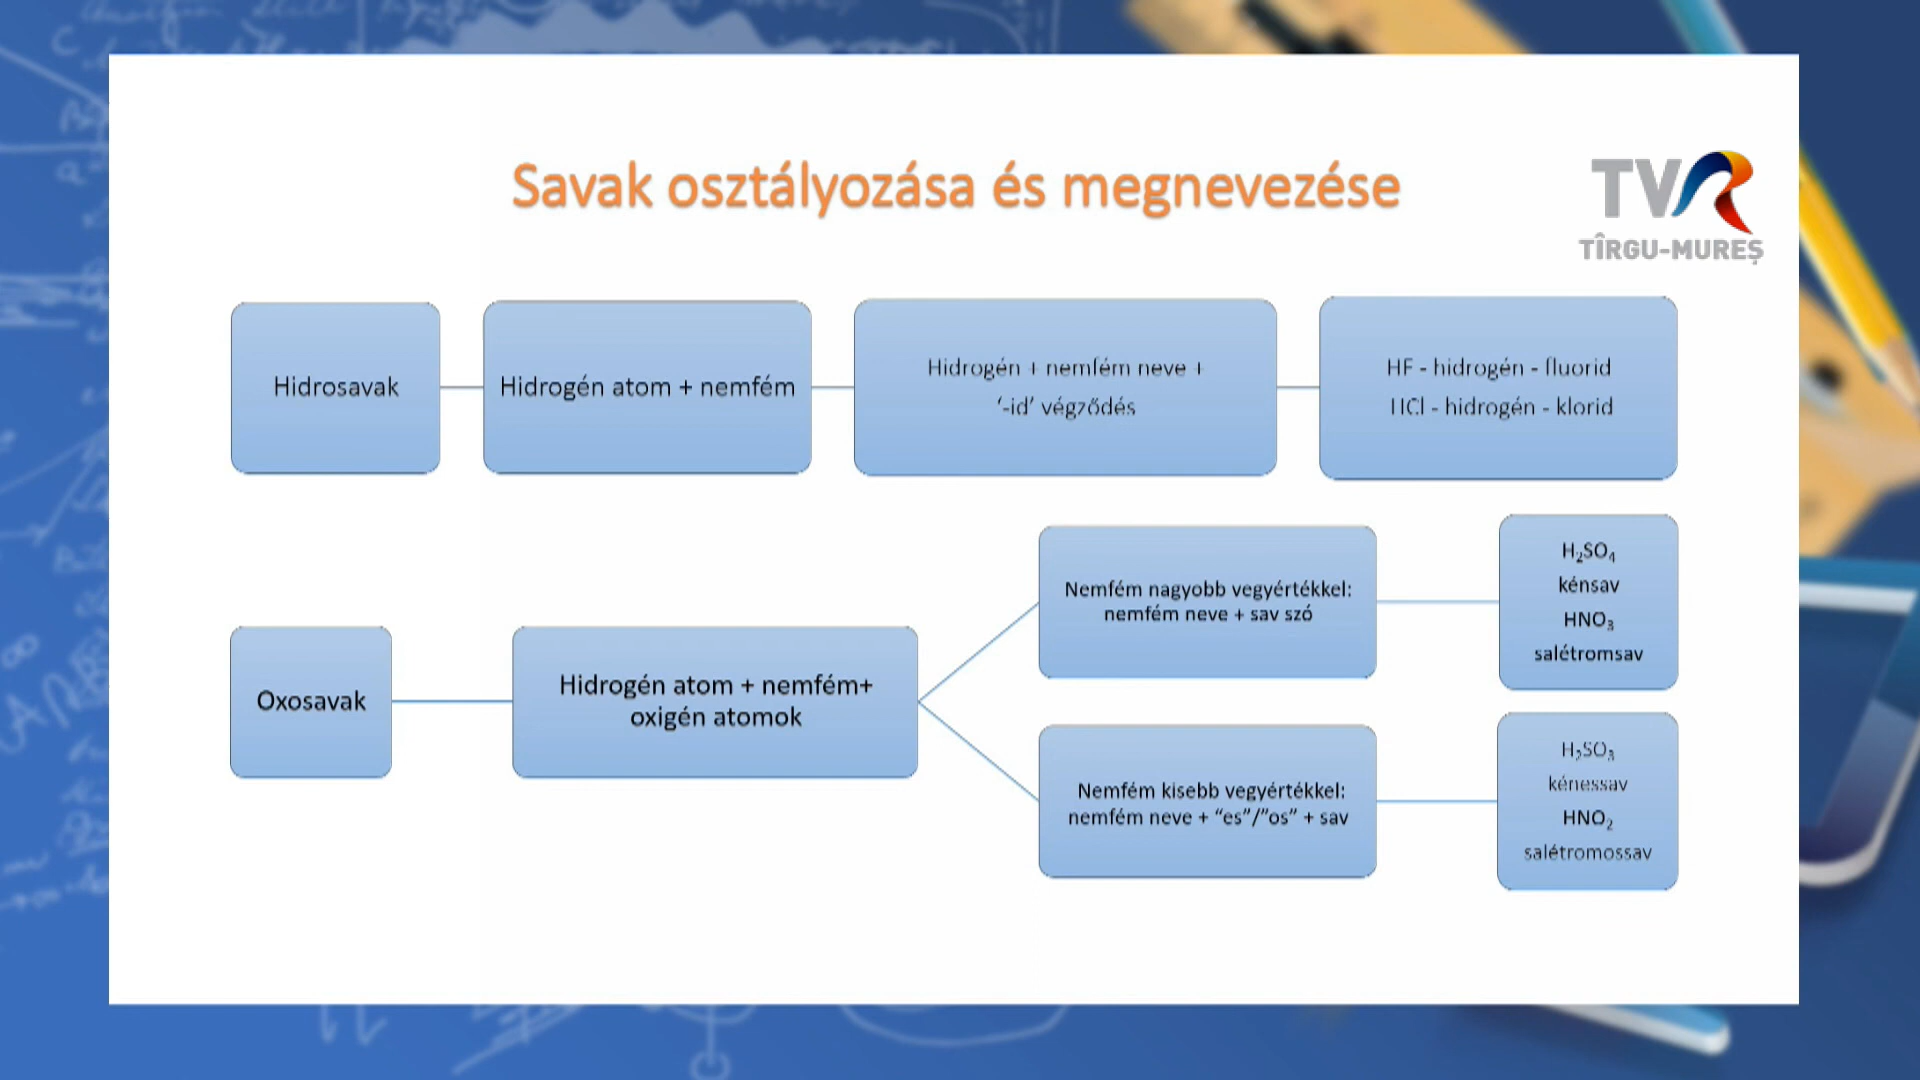 Savak osztályozása és megnevezése
TVR
TÎRGU-MUREȘ
Hidrosavak
Hidrogén atom + nemfém
Hidrogén + nemfém neve +
‘-id’ végződés
HF - hidrogén - fluorid
HCl - hidrogén - klorid
Oxosavak
Hidrogén atom + nemfém+
oxigén atomok
Nemfém nagyobb vegyértékkel:
nemfém neve + sav szó
H₂SO₄
kénsav
HNO₃
salétromsav
Nemfém kisebb vegyértékkel:
nemfém neve + “es”/”os” + sav
H₂SO₃
kénessav
HNO₂
salétromossav